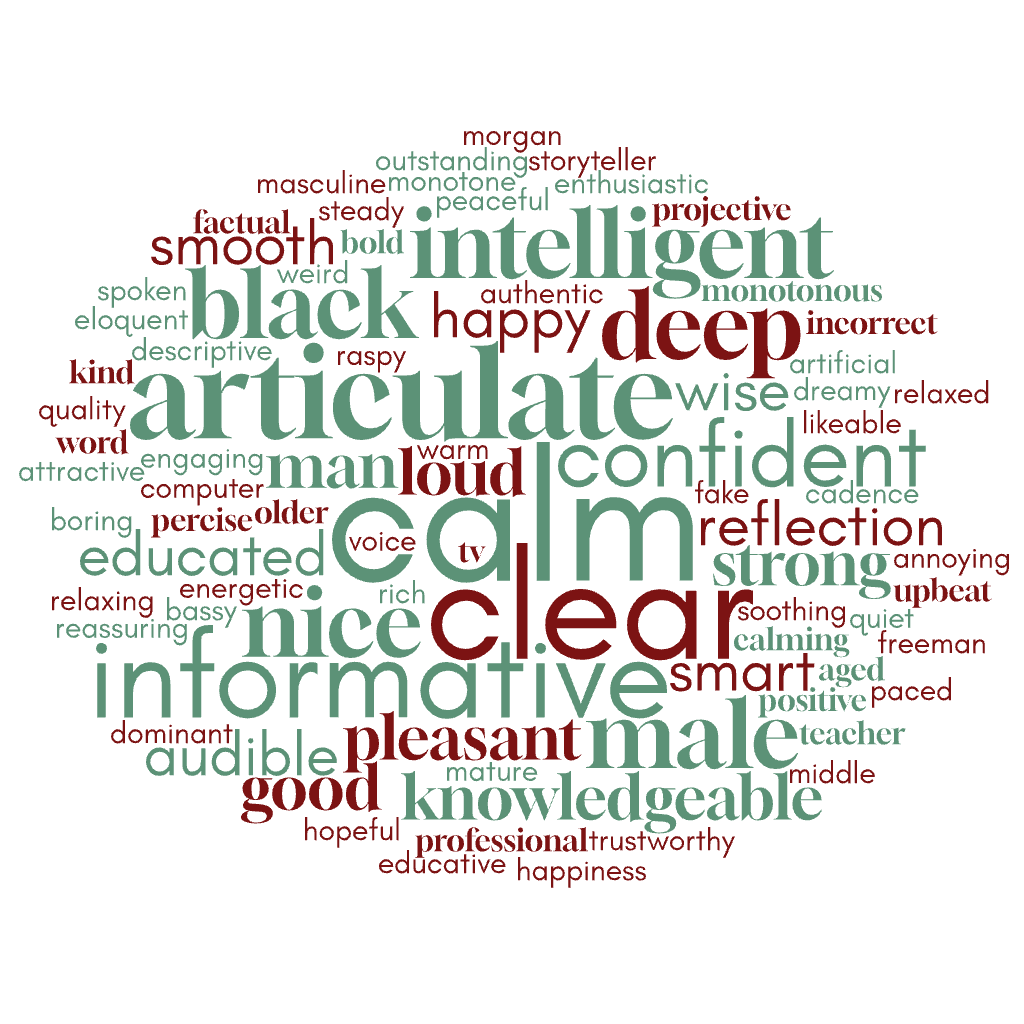 morgan
outstanding storyteller
masculine monotone enthusiastic
peaceful
steady projective
factual
smooth bold intelligent
weird
spoken black authentic monotonous
eloquent happy deep incorrect
descriptive raspy
kind articulate wise artificial
dreamy relaxed
quality likeable
word warm confident
attractive engaging man loud
computer fake cadence
boring percise older calm reflection
educated voice tv strong annoying
relaxing energetic nice rich clear upbeat
bassy soothing quiet
reassuring calming freeman
informative smart aged
positive paced
dominant audible pleasant male teacher
good mature middle
knowledgeable
hopeful professional trustworthy
educative happiness